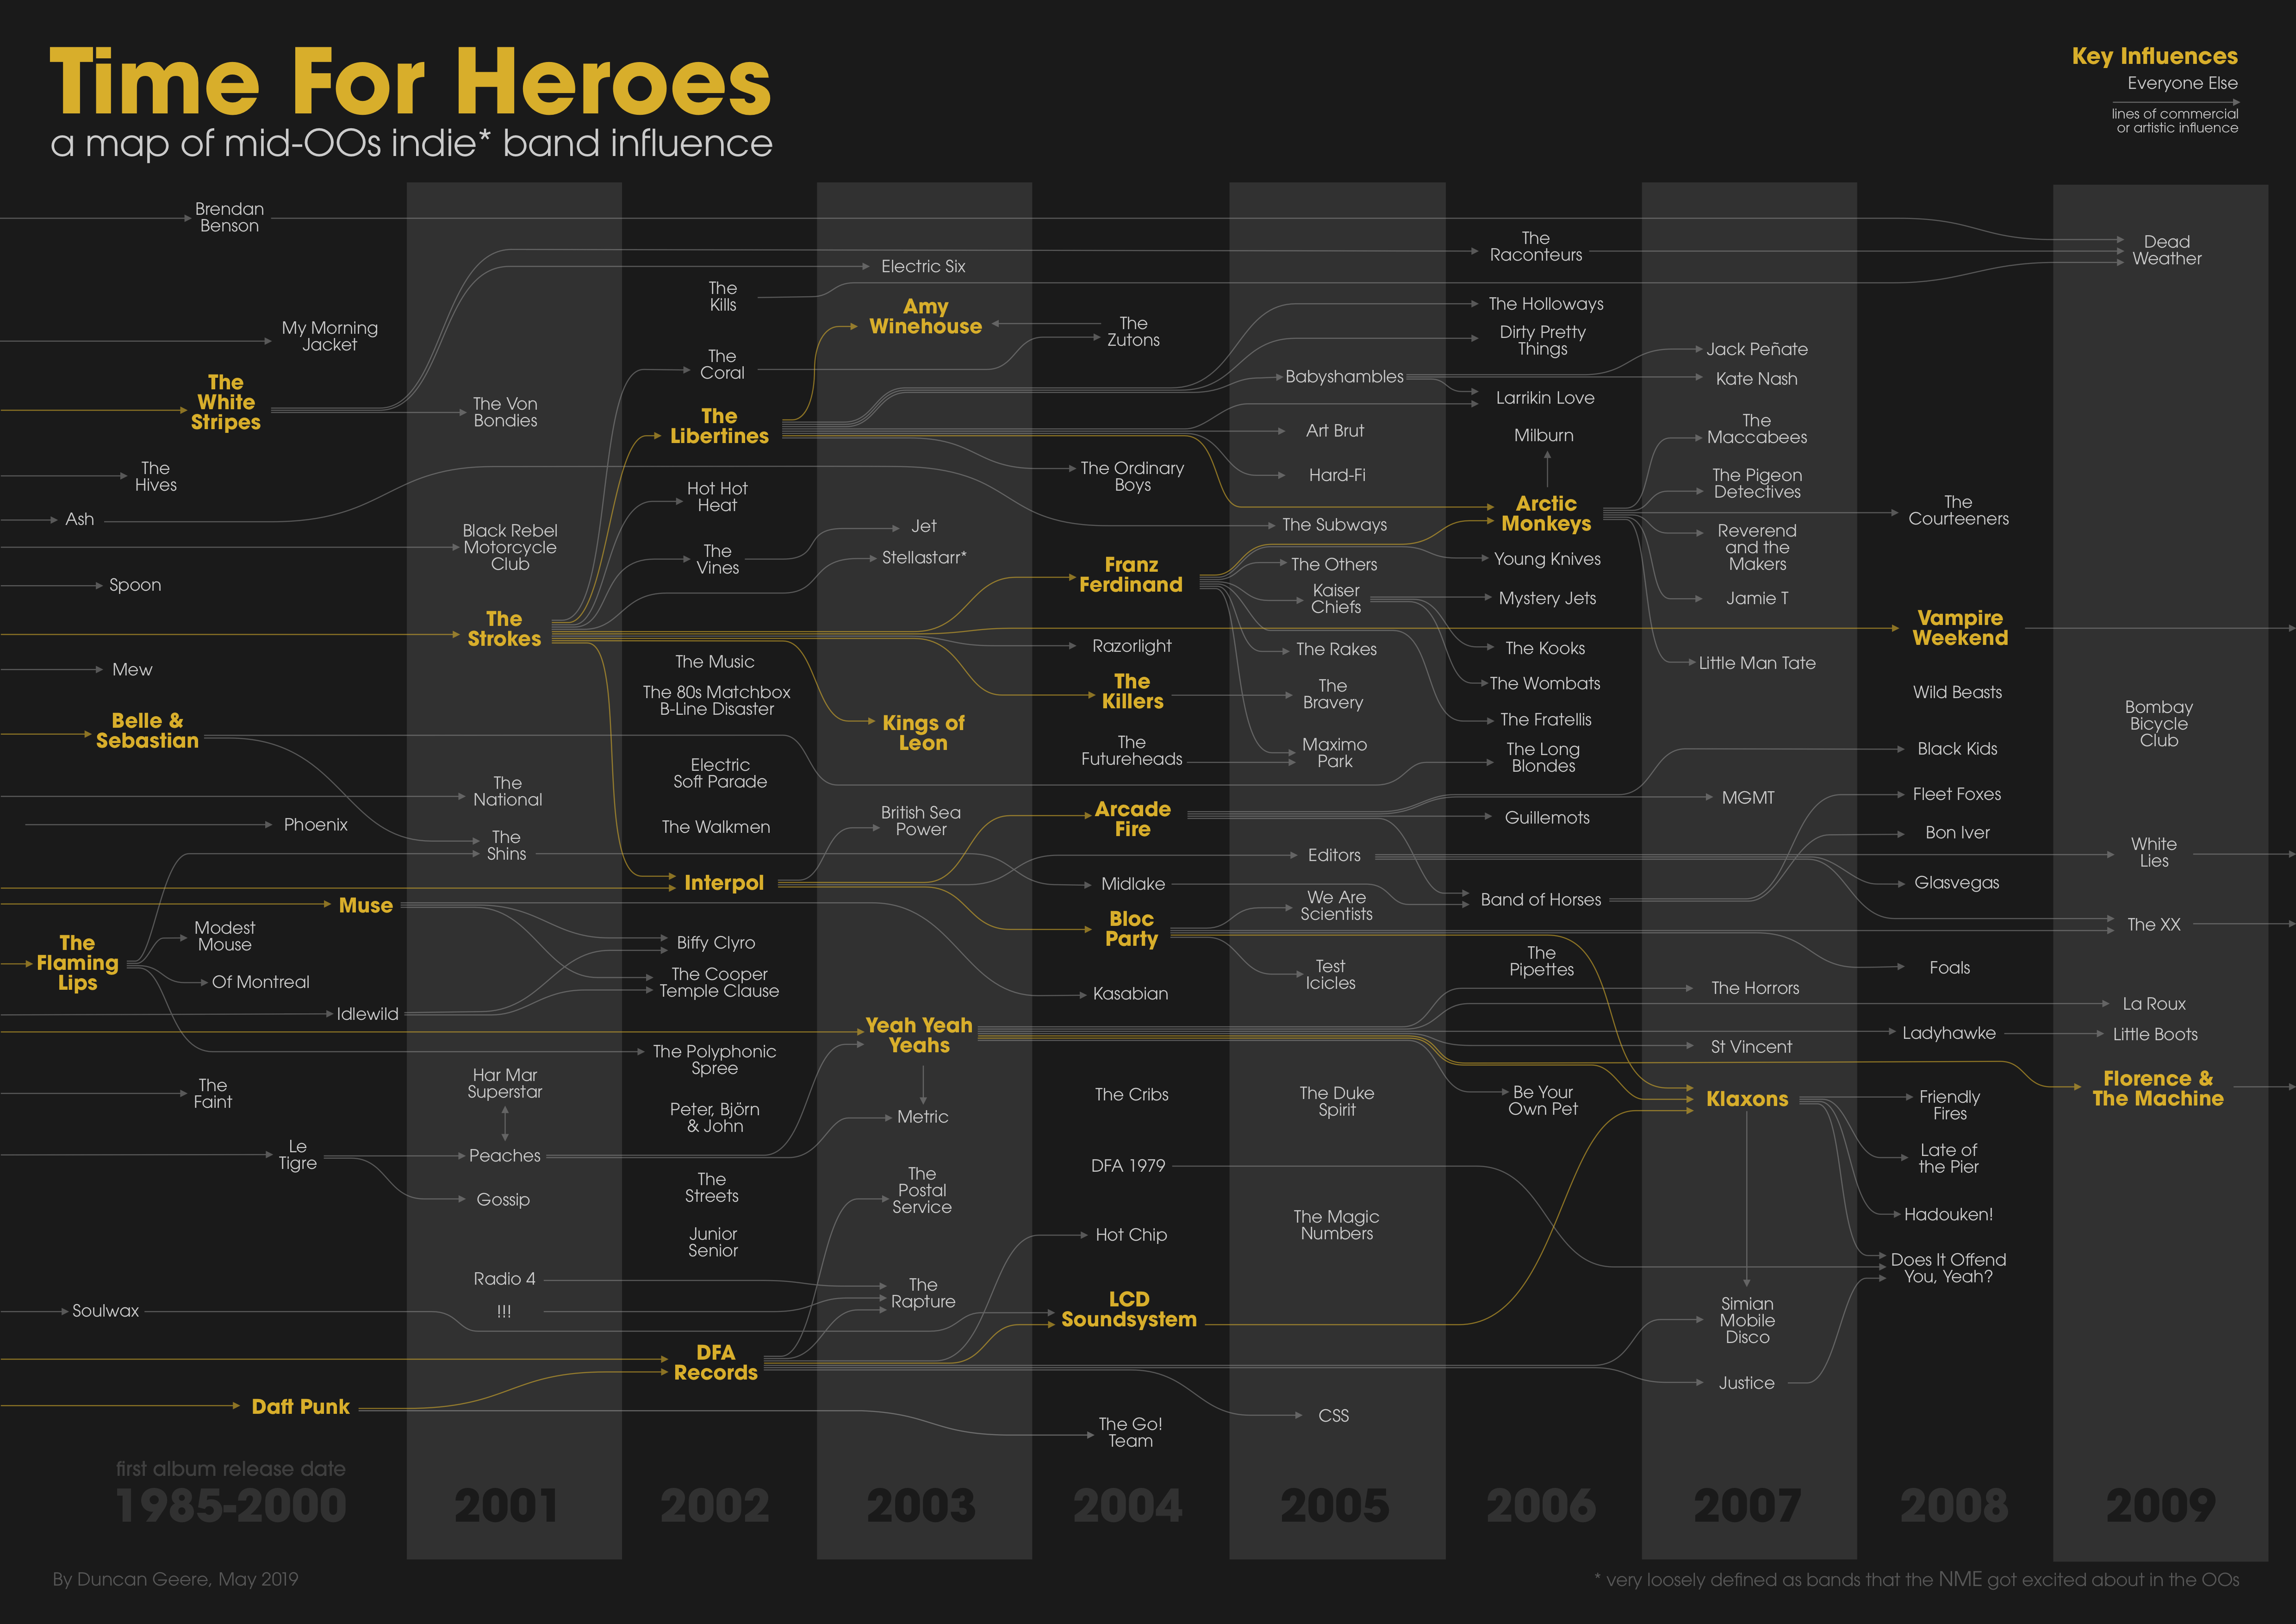 Time For Heroes
a map of mid-00s indie* band influence
Key Influences
Everyone Else
lines of commercial
or artistic influence
Brendan
Benson
My Morning
Jacket
The
White
Stripes
The
Hives
Ash
Spoon
Mew
Belle &
Sebastian
Phoenix
Muse
The
Flaming
Lips
Modest
Mouse
Of Montreal
Idlewild
The
Faint
Le
Tigre
Soulwax
Daft Punk
first album release date
1985-2000
The Von
Bondies
Black Rebel
Motorcycle
Club
The
Strokes
The
National
The
Shins
Har Mar
Superstar
Peaches
Gossip
Radio 4
!!!
2001
The
Kills
The
Coral
The
Libertines
Hot Hot
Heat
The
Vines
The Music
The 80s Matchbox
B-Line Disaster
Electric
Soft Parade
The Walkmen
Interpol
Biffy Clyro
The Cooper
Temple Clause
The Polyphonic
Spree
Peter, Björn
& John
The
Streets
Junior
Senior
DFA
Records
2002
Electric Six
Amy
Winehouse
Jet
Stellastarr*
Kings of
Leon
British Sea
Power
Yeah Yeah
Yeahs
Metric
The
Postal
Service
The
Rapture
2003
The
Zutons
The Ordinary
Boys
Franz
Ferdinand
Razorlight
The
Killers
The
Futureheads
Arcade
Fire
Midlake
Bloc
Party
Kasabian
The Cribs
DFA 1979
Hot Chip
LCD
Soundsystem
The Go!
Team
2004
Babyshambles
Art Brut
Hard-Fi
The Subways
The Others
Kaiser
Chiefs
The Rakes
The
Bravery
Maximo
Park
Editors
We Are
Scientists
Test
Icicles
The Duke
Spirit
The Magic
Numbers
CSS
2005
The
Raconteurs
The Holloways
Dirty Pretty
Things
Larrikin Love
Milburn
Arctic
Monkeys
Young Knives
Mystery Jets
The Kooks
The Wombats
The Fratellis
The Long
Blondes
Guillemots
Band of Horses
The
Pipettes
Be Your
Own Pet
2006
Jack Peñate
Kate Nash
The
Maccabees
The Pigeon
Detectives
Reverend
and the
Makers
Jamie T
Little Man Tate
MGMT
The Horrors
St Vincent
Klaxons
Simian
Mobile
Disco
Justice
2007
The
Courteeners
Vampire
Weekend
Wild Beasts
Black Kids
Fleet Foxes
Bon Iver
Glasvegas
Foals
Ladyhawke
Friendly
Fires
Late of
the Pier
Hadouken!
Does It Offend
You, Yeah?
2008
Dead
Weather
Bombay
Bicycle
Club
White
Lies
The XX
La Roux
Little Boots
Florence &
The Machine
2009
By Duncan Geere, May 2019
* very loosely defined as bands that the NME got excited about in the 00s